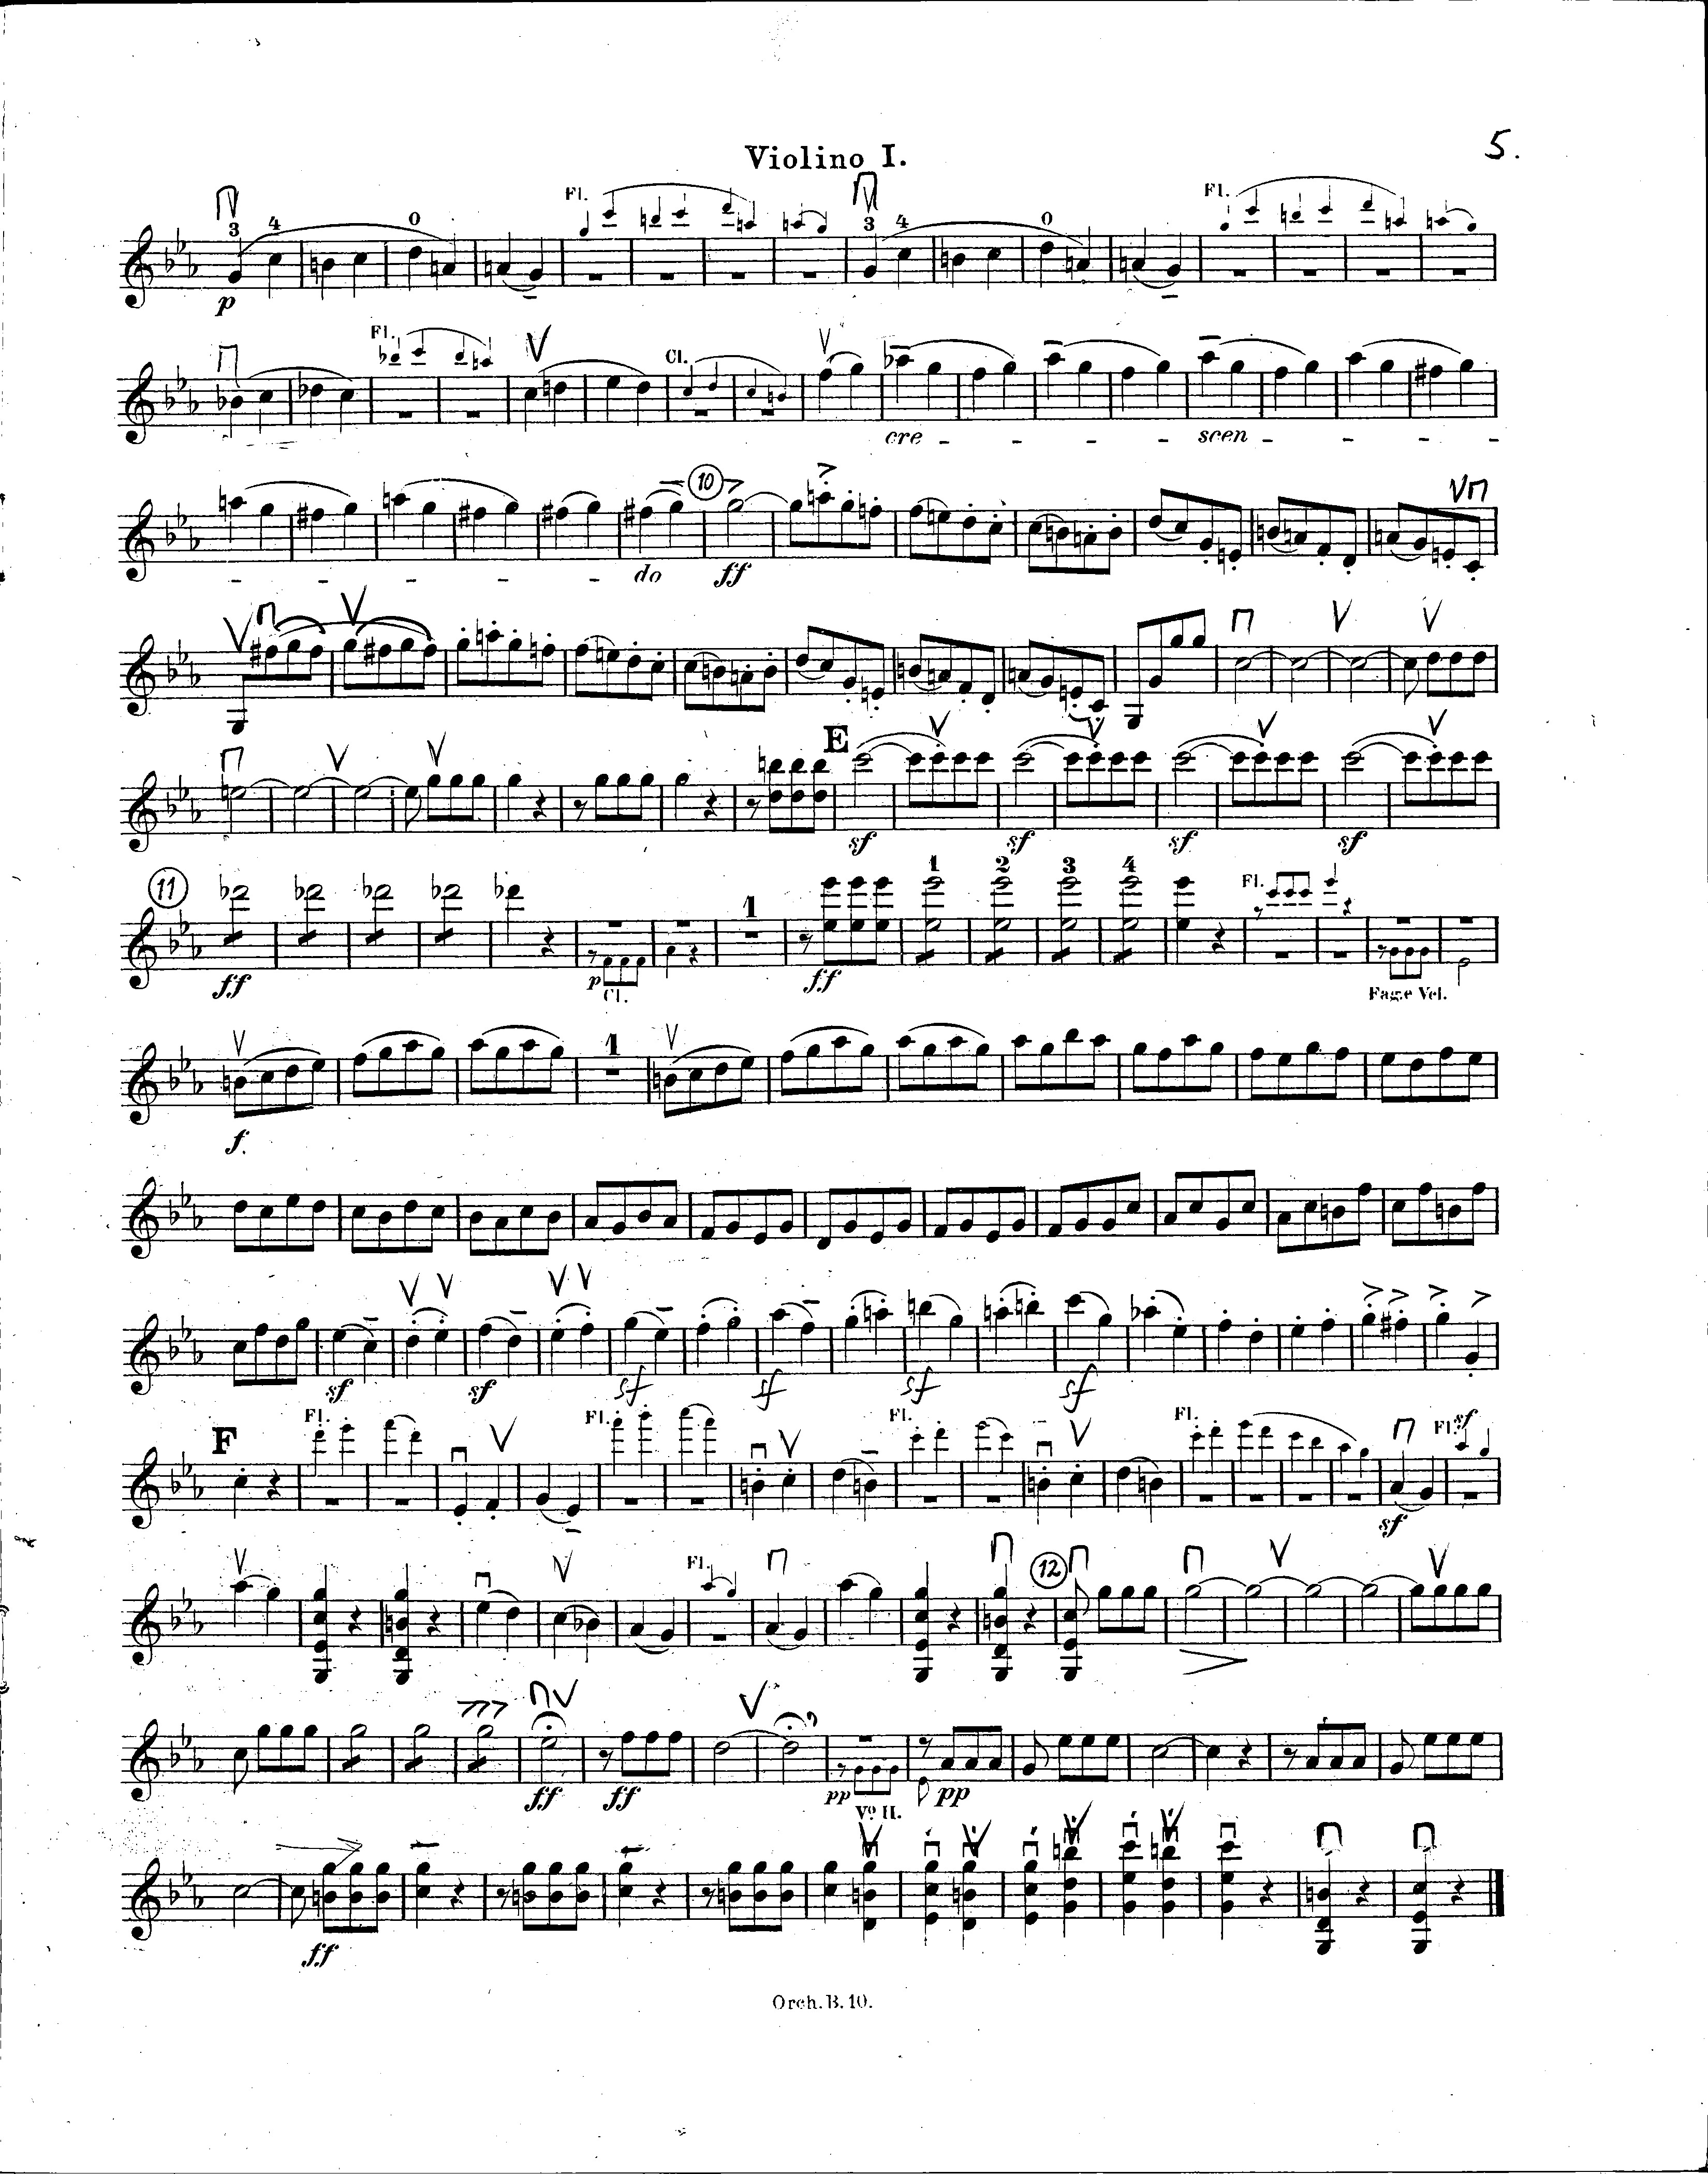 Violino I.
5.
3 4 0 Fl. 3 4 0 Fl.
p
Fl. Cl.
cre - - - - scen - - - -
10
- - - - - do ff
E
sf sf sf sf
11 1 1 2 3 4 Fl.
ff p Cl. ff Fag.e Vcl.
1
f.
sf sf sf sf sf sf
F Fl. Fl. Fl. Fl. Fl. sf
sf
Fl. 12
ff ff pp pp
Vo II.
ff
Orch. B. 10.